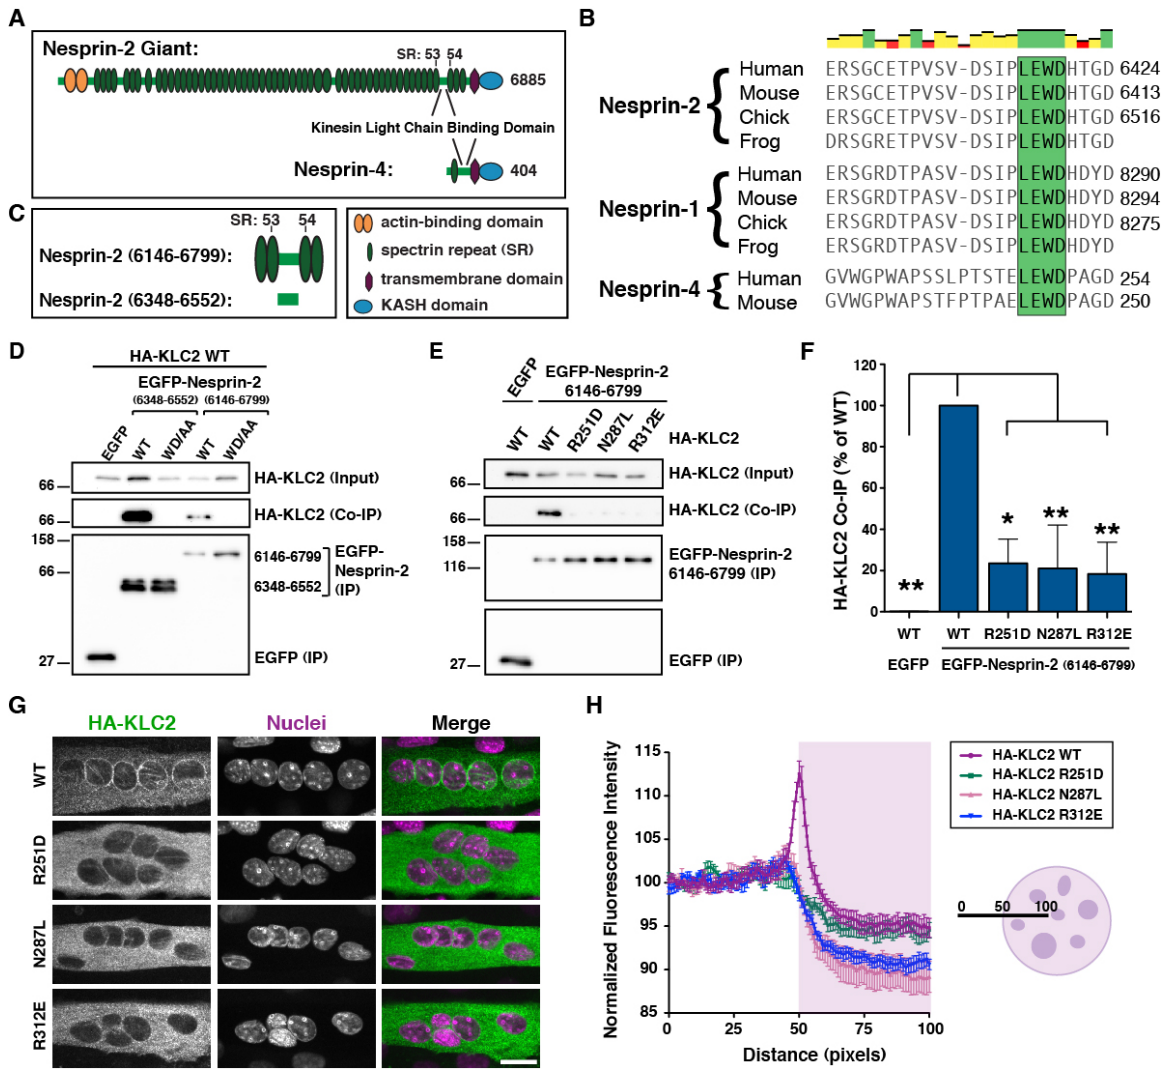 A
Nesprin-2 Giant:
SR: 53 54
6885
Kinesin Light Chain Binding Domain
Nesprin-4:
404
B
Human ERSGCETPVSV-DSIPLEWDHTGD 6424
Nesprin-2
Mouse ERSGCETPVSV-DSIPLEWDHTGD 6413
Chick ERSGCETPVSV-DSIPLEWDHTGD 6516
Frog DRSGRETPVSV-DSIPLEWDHTGD
Human ERSGRDTPASV-DSIPLEWDHDYD 8290
Nesprin-1
Mouse ERSGRDTPASV-DSIPLEWDHDYD 8294
Chick ERSGRDTPASV-DSIPLEWDHDYD 8275
Frog ERSGRDTPASV-DSIPLEWDHDYD
Nesprin-4
Human GVWGPWAPSSLPTSTELEWDPAGD 254
Mouse GVWGPWAPSTFPTPAELEWDPAGD 250
C
SR: 53 54
Nesprin-2 (6146-6799):
Nesprin-2 (6348-6552):
actin-binding domain
spectrin repeat (SR)
transmembrane domain
KASH domain
D
HA-KLC2 WT
EGFP-Nesprin-2
(6348-6552) (6146-6799)
EGFP WT WD/AA WT WD/AA
66 HA-KLC2 (Input)
66 HA-KLC2 (Co-IP)
158
66
27
6146-6799
6348-6552
EGFP-
Nesprin-2
(IP)
EGFP (IP)
E
EGFP
EGFP-Nesprin-2
6146-6799
WT WT R251D N287L R312E HA-KLC2
66 HA-KLC2 (Input)
66 HA-KLC2 (Co-IP)
158
116
EGFP-Nesprin-2
6146-6799 (IP)
27 EGFP (IP)
F
HA-KLC2 Co-IP (% of WT)
120
100
80
60
40
20
0
** * ** **
WT WT R251D N287L R312E
EGFP EGFP-Nesprin-2 (6146-6799)
G
HA-KLC2 Nuclei Merge
WT
R251D
N287L
R312E
H
Normalized Fluorescence Intensity
115
110
105
100
95
90
85
0 25 50 75 100
Distance (pixels)
HA-KLC2 WT
HA-KLC2 R251D
HA-KLC2 N287L
HA-KLC2 R312E
0 50 100